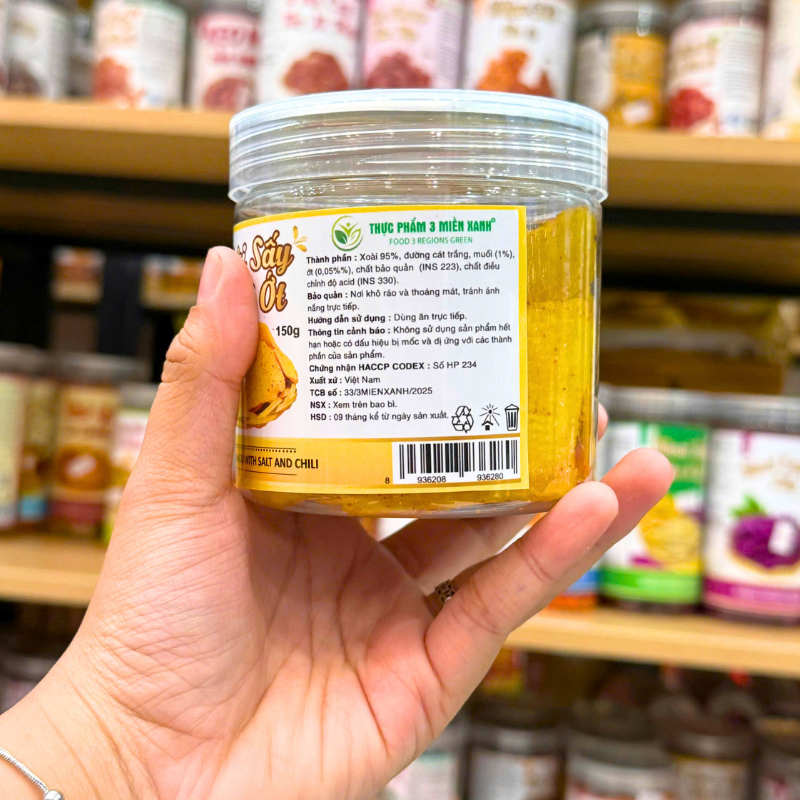 THỰC PHẨM 3 MIỀN XANH®
FOOD 3 REGIONS GREEN
Sấy
Ớt
150g
Thành phần : Xoài 95%, đường cát trắng, muối (1%),
ớt (0,05%%), chất bảo quản (INS 223), chất điều
chỉnh độ acid (INS 330).
Bảo quản : Nơi khô ráo và thoáng mát, tránh ánh
nắng trực tiếp.
Hướng dẫn sử dụng : Dùng ăn trực tiếp.
Thông tin cảnh báo : Không sử dụng sản phẩm hết
hạn hoặc có dấu hiệu bị mốc và dị ứng với các thành
phần của sản phẩm.
Chứng nhận HACCP CODEX : Số HP 234
Xuất xứ : Việt Nam
TCB số : 33/3MIENXANH/2025
NSX : Xem trên bao bì.
HSD : 09 tháng kể từ ngày sản xuất.
WITH SALT AND CHILI
8 936208 936280